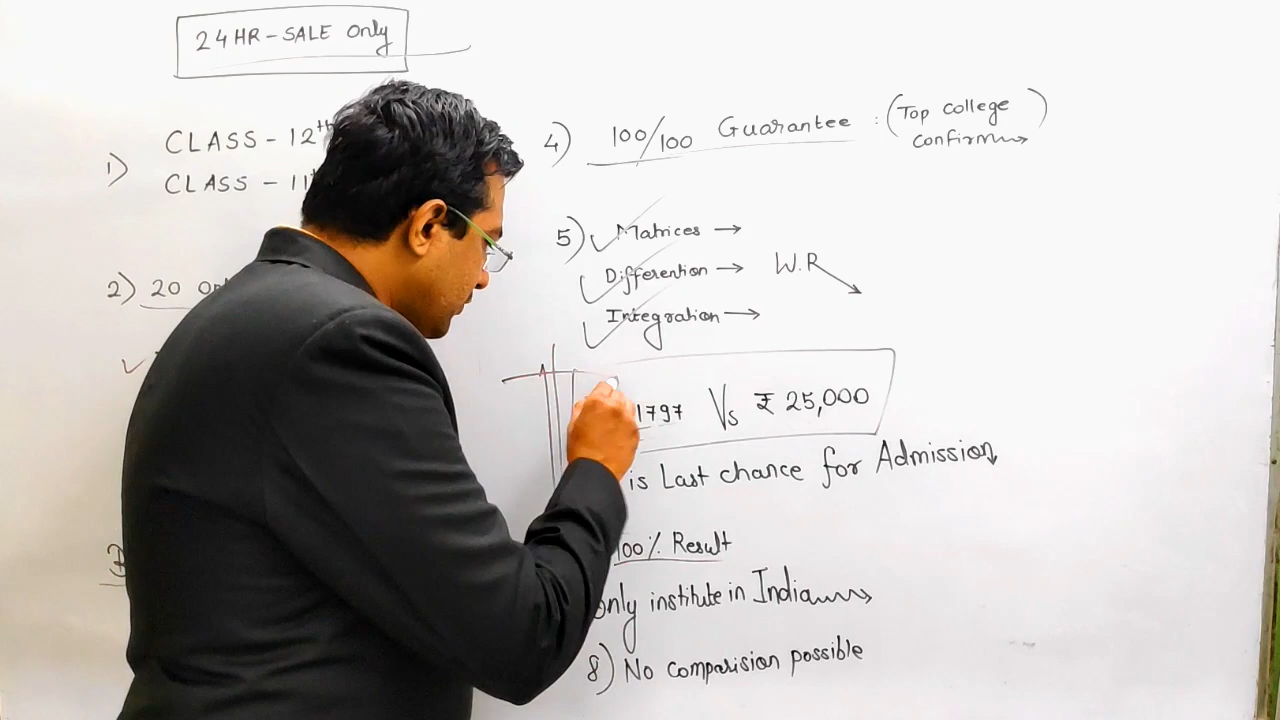 24 HR - SALE Only
1) CLASS - 12th
CLASS - 11
2) 20
4) 100/100 Guarantee : (Top college confirm)
5) Matrices →
Differention → W.R
Integration →
1797 Vs ₹ 25,000
is Last chance for Admission
100% Result
only institute in India
8) No comparision possible